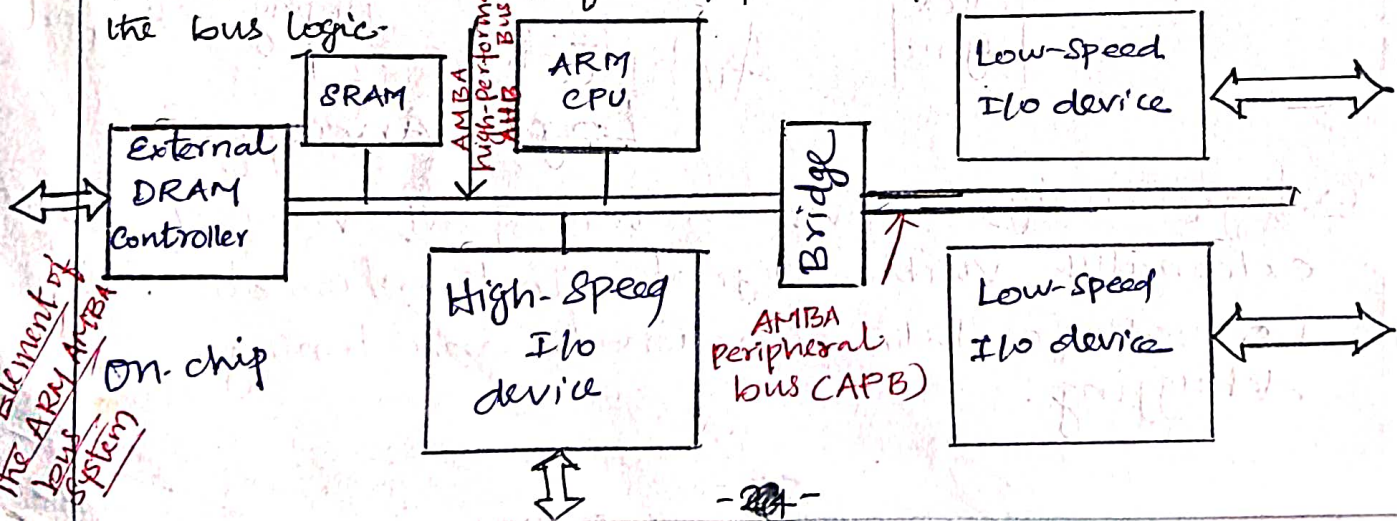 the bus logic.
SRAM
AMBA
high-perform
Bus
AHB
ARM
CPU
Low-Speed
I/o device
External
DRAM
Controller
Bridge
High-Speed
I/o
device
AMBA
peripheral
bus (APB)
Low-Speed
I/o device
On-chip
element of
the ARM AMBA
bus
System